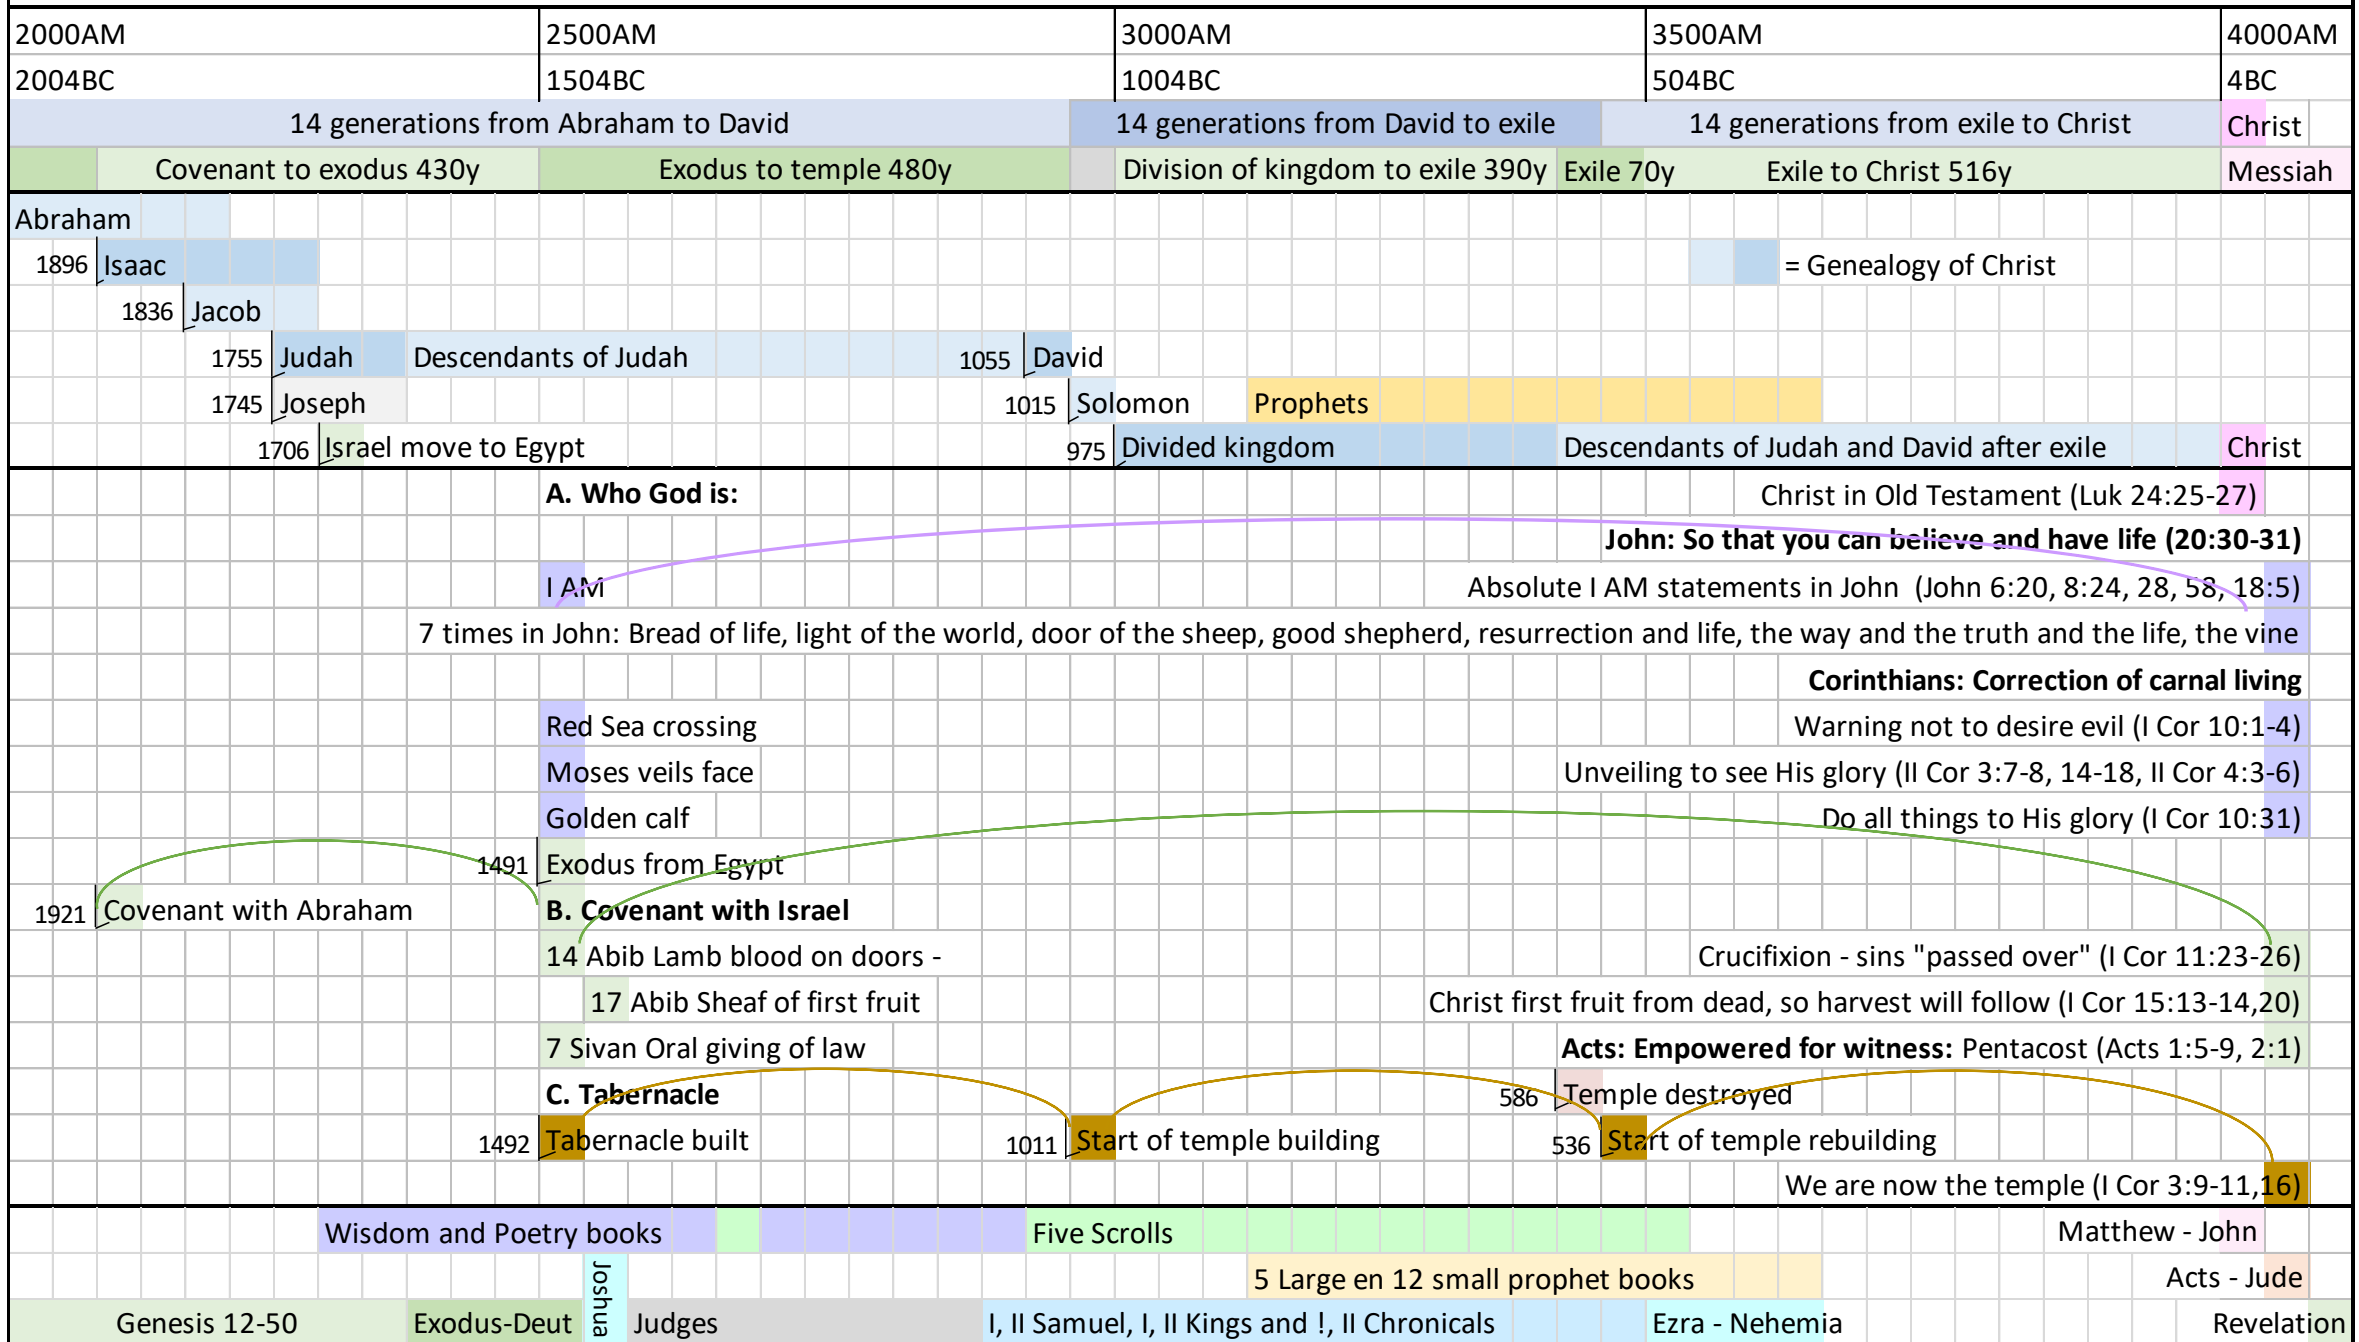 2000AM 2500AM 3000AM 3500AM 4000AM
2004BC 1504BC 1004BC 504BC 4BC
14 generations from Abraham to David 14 generations from David to exile 14 generations from exile to Christ Christ
Covenant to exodus 430y Exodus to temple 480y Division of kingdom to exile 390y Exile 70y Exile to Christ 516y Messiah
Abraham
1896 Isaac = Genealogy of Christ
1836 Jacob
1755 Judah Descendants of Judah 1055 David
1745 Joseph 1015 Solomon Prophets
1706 Israel move to Egypt 975 Divided kingdom Descendants of Judah and David after exile Christ
A. Who God is: Christ in Old Testament (Luk 24:25-27)
John: So that you can believe and have life (20:30-31)
I AM Absolute I AM statements in John (John 6:20, 8:24, 28, 58, 18:5)
7 times in John: Bread of life, light of the world, door of the sheep, good shepherd, resurrection and life, the way and the truth and the life, the vine
Corinthians: Correction of carnal living
Red Sea crossing Warning not to desire evil (I Cor 10:1-4)
Moses veils face Unveiling to see His glory (II Cor 3:7-8, 14-18, II Cor 4:3-6)
Golden calf Do all things to His glory (I Cor 10:31)
1491 Exodus from Egypt
1921 Covenant with Abraham B. Covenant with Israel
14 Abib Lamb blood on doors - Crucifixion - sins "passed over" (I Cor 11:23-26)
17 Abib Sheaf of first fruit Christ first fruit from dead, so harvest will follow (I Cor 15:13-14,20)
7 Sivan Oral giving of law Acts: Empowered for witness: Pentacost (Acts 1:5-9, 2:1)
C. Tabernacle 586 Temple destroyed
1492 Tabernacle built 1011 Start of temple building 536 Start of temple rebuilding
We are now the temple (I Cor 3:9-11,16)
Wisdom and Poetry books Five Scrolls Matthew - John
5 Large en 12 small prophet books Acts - Jude
Genesis 12-50 Exodus-Deut Joshua Judges I, II Samuel, I, II Kings and !, II Chronicals Ezra - Nehemia Revelation